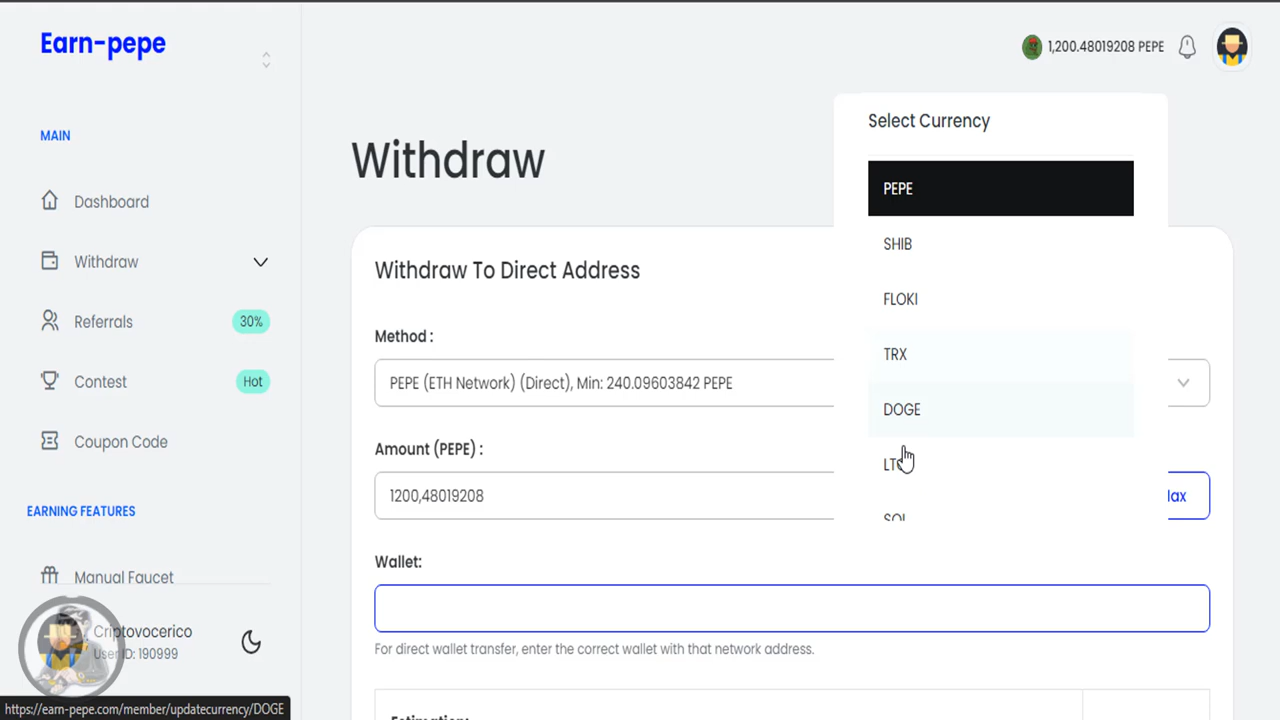 Earn-pepe
1,200.48019208 PEPE
MAIN
Dashboard
Withdraw
Referrals 30%
Contest Hot
Coupon Code
EARNING FEATURES
Manual Faucet
Criptovocerico
User ID: 190999
https://earn-pepe.com/member/updatecurrency/DOGE
Withdraw
Withdraw To Direct Address
Method :
PEPE (ETH Network) (Direct), Min: 240.09603842 PEPE
Amount (PEPE) :
1200,48019208
Wallet:
For direct wallet transfer, enter the correct wallet with that network address.
Select Currency
PEPE
SHIB
FLOKI
TRX
DOGE